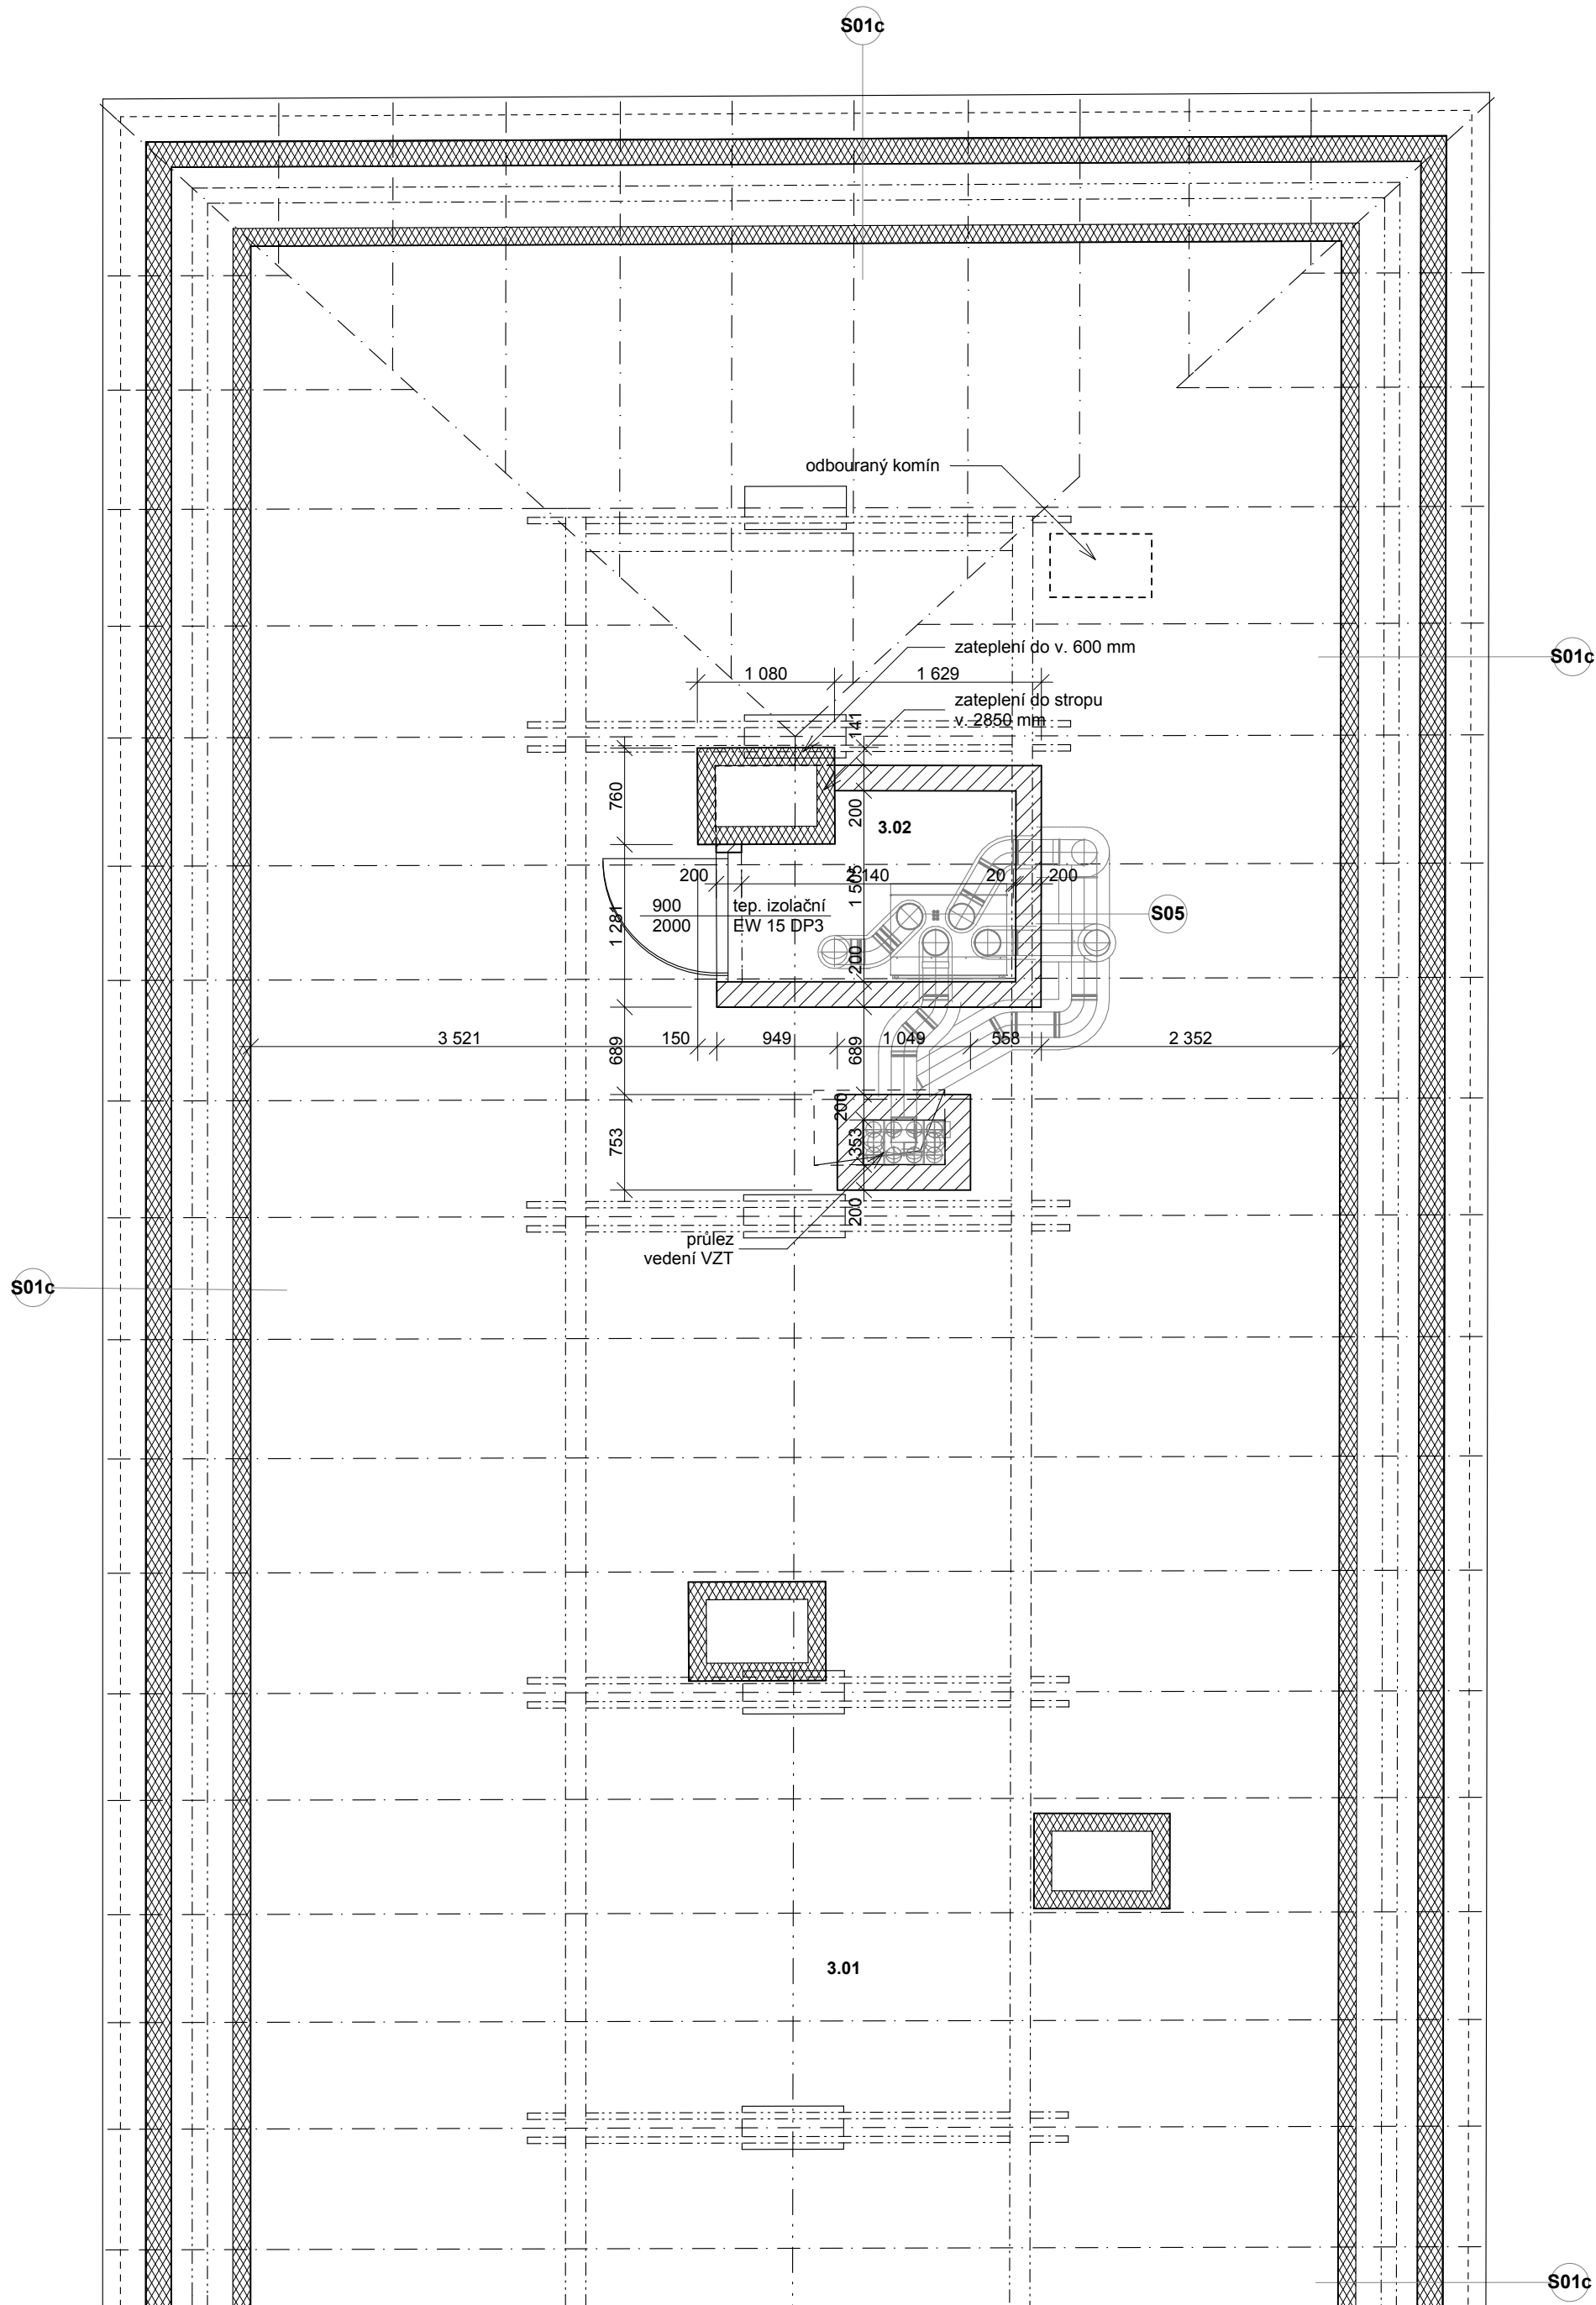 S01c
odbouraný komín
zateplení do v. 600 mm
S01c
1 080
1 629
zateplení do stropu
v. 2850 mm
141
760
200
3.02
200
2 140
20
200
1 505
900
2000
tep. izolační
EW 15 DP3
S05
1 281
200
3 521
150
949
1 049
558
2 352
689
689
200
753
353
200
průlez
vedení VZT
S01c
3.01
S01c